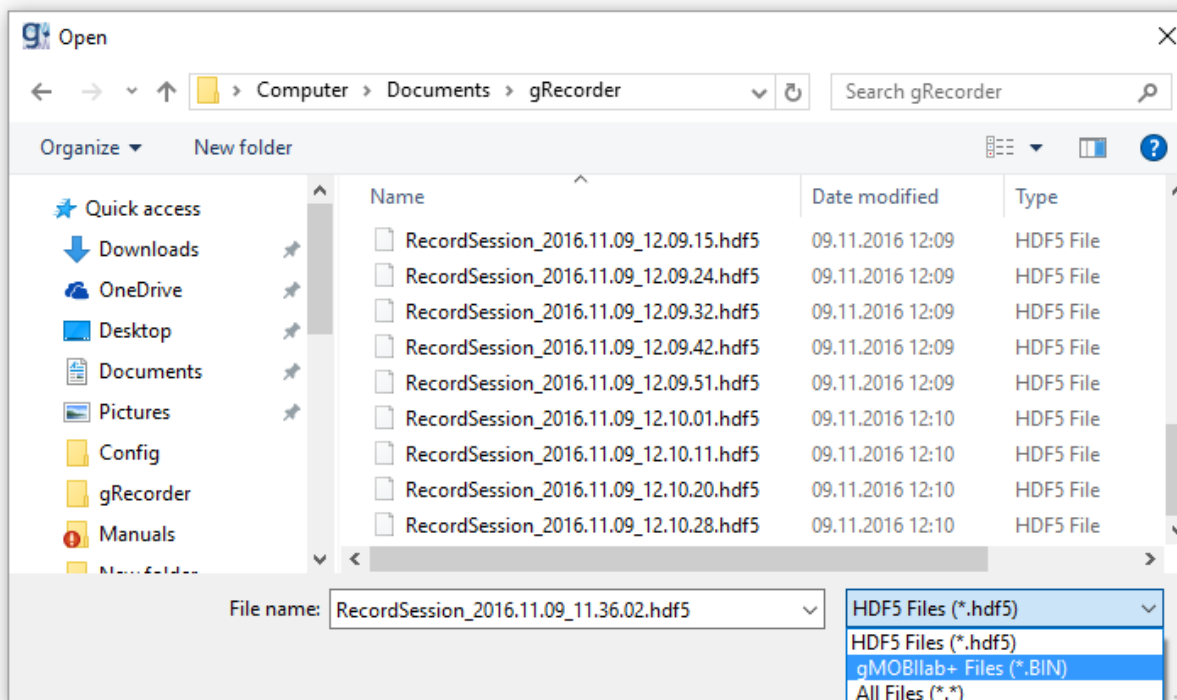 g Open
Computer > Documents > gRecorder
Search gRecorder
Organize
New folder
Name
Date modified
Type
Quick access
Downloads
OneDrive
Desktop
Documents
Pictures
Config
gRecorder
Manuals
New folder
RecordSession_2016.11.09_12.09.15.hdf5 09.11.2016 12:09 HDF5 File
RecordSession_2016.11.09_12.09.24.hdf5 09.11.2016 12:09 HDF5 File
RecordSession_2016.11.09_12.09.32.hdf5 09.11.2016 12:09 HDF5 File
RecordSession_2016.11.09_12.09.42.hdf5 09.11.2016 12:09 HDF5 File
RecordSession_2016.11.09_12.09.51.hdf5 09.11.2016 12:09 HDF5 File
RecordSession_2016.11.09_12.10.01.hdf5 09.11.2016 12:10 HDF5 File
RecordSession_2016.11.09_12.10.11.hdf5 09.11.2016 12:10 HDF5 File
RecordSession_2016.11.09_12.10.20.hdf5 09.11.2016 12:10 HDF5 File
RecordSession_2016.11.09_12.10.28.hdf5 09.11.2016 12:10 HDF5 File
File name: RecordSession_2016.11.09_11.36.02.hdf5
HDF5 Files (*.hdf5)
HDF5 Files (*.hdf5)
gMOBIlab+ Files (*.BIN)
All Files (*.*)